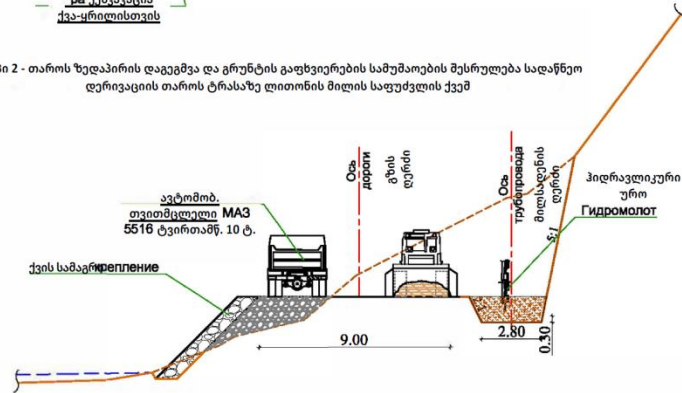 ქვა-ყრილისთვის
2 - თაროს ზედაპირის დაგეგმვა და გრუნტის გაფხვიერების სამუშაოების შესრულება სადაწნეო
დერივაციის თაროს ტრასაზე ლითონის მილის საფუძვლის ქვეშ
Ось
дороги
გზის
ღერძი
Ось
трубопровода
მილსადენის
ღერძი
ჰიდრავლიკური
ურო
Гидромолот
ავტომობ.
თვითმცლელი МАЗ
5516 ტვირთამწ. 10 ტ.
ქვის სამაგრი
крепление
5:1
9.00
2.80
0.30